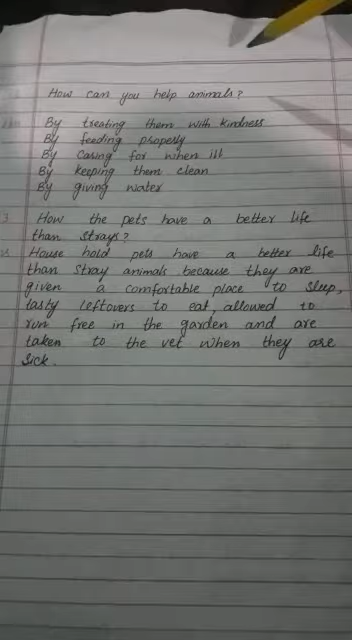 How can you help animals?
By treating them with kindness
By feeding properly
By caring for when ill
By keeping them clean
By giving water
3 How the pets have a better life
than strays?
House hold pets have a better life
than stray animals because they are
given a comfortable place to sleep,
tasty leftovers to eat, allowed to
run free in the garden and are
taken to the vet when they are
sick.